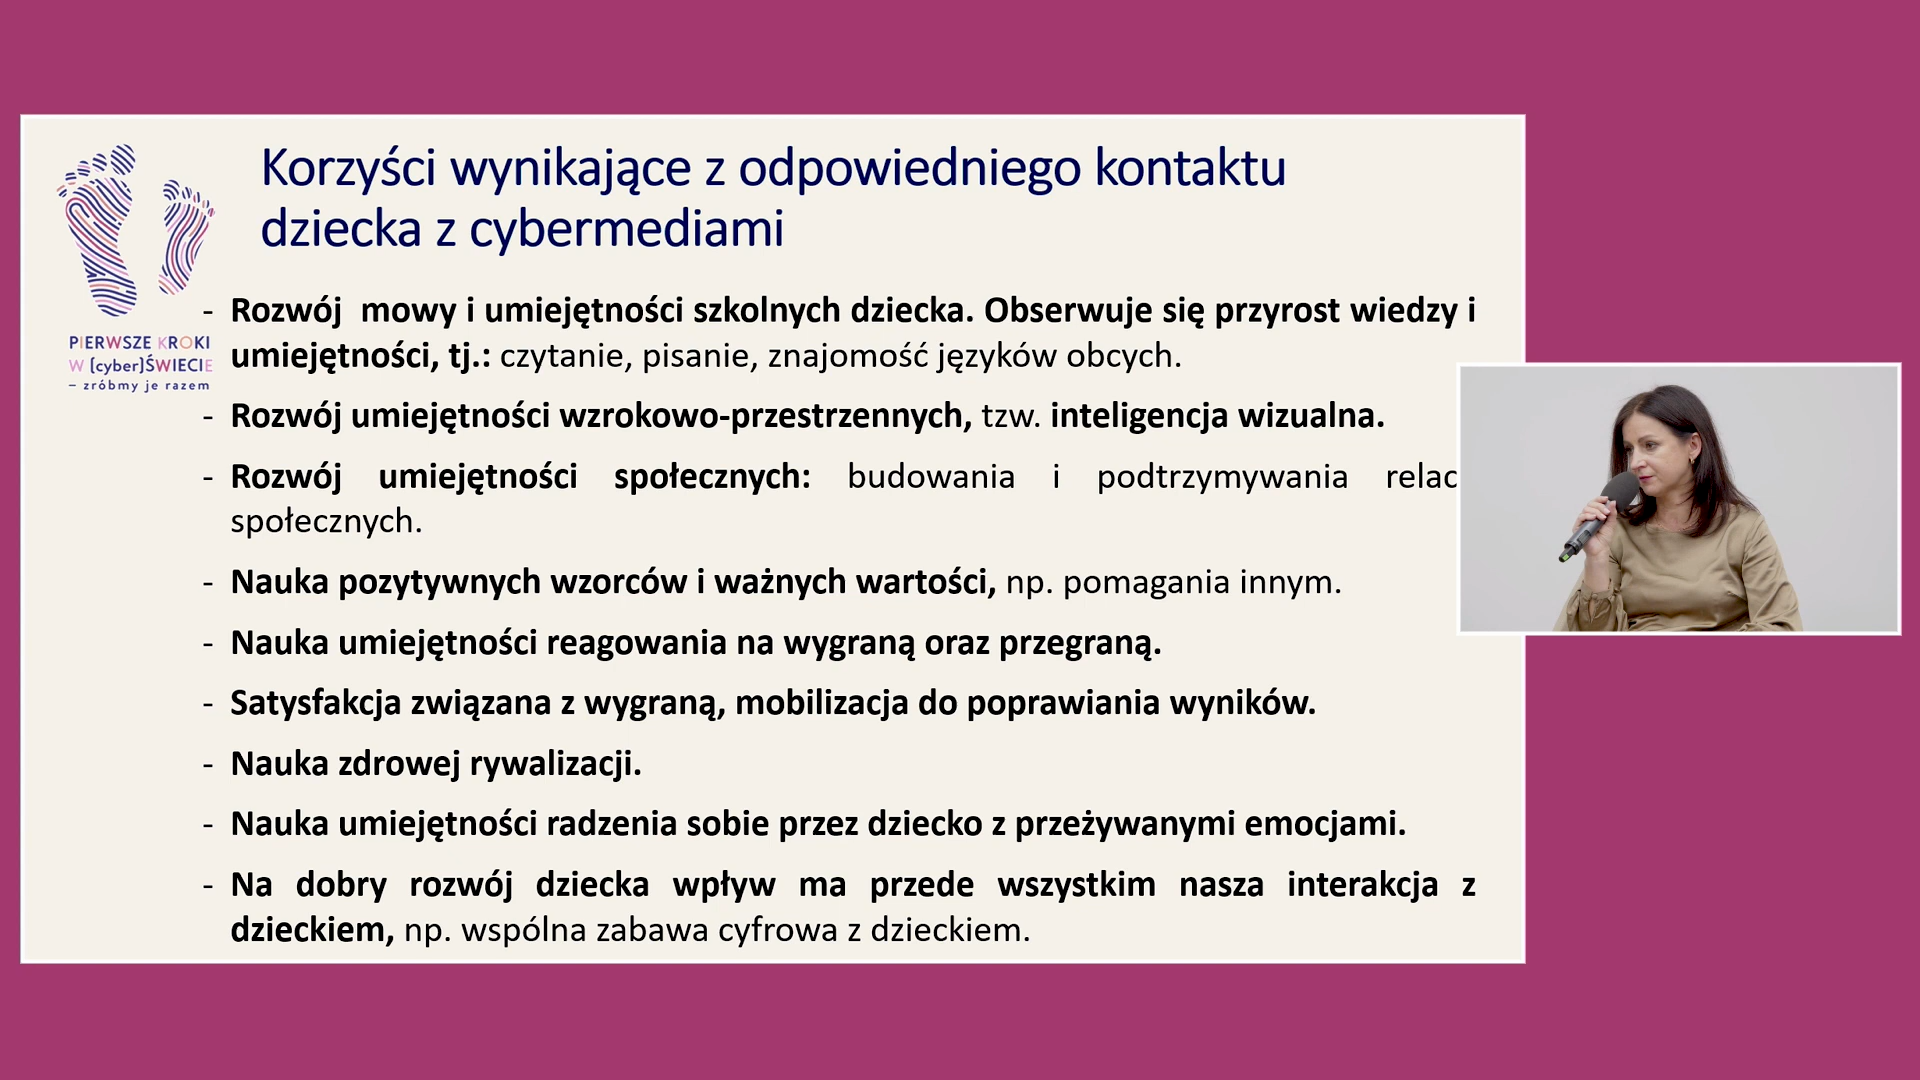 Korzyści wynikające z odpowiedniego kontaktu
dziecka z cybermediami
PIERWSZE KROKI
W [cyber]ŚWIECIE
– zróbmy je razem
- Rozwój mowy i umiejętności szkolnych dziecka. Obserwuje się przyrost wiedzy i
umiejętności, tj.: czytanie, pisanie, znajomość języków obcych.
- Rozwój umiejętności wzrokowo-przestrzennych, tzw. inteligencja wizualna.
- Rozwój umiejętności społecznych: budowania i podtrzymywania relac
społecznych.
- Nauka pozytywnych wzorców i ważnych wartości, np. pomagania innym.
- Nauka umiejętności reagowania na wygraną oraz przegraną.
- Satysfakcja związana z wygraną, mobilizacja do poprawiania wyników.
- Nauka zdrowej rywalizacji.
- Nauka umiejętności radzenia sobie przez dziecko z przeżywanymi emocjami.
- Na dobry rozwój dziecka wpływ ma przede wszystkim nasza interakcja z
dzieckiem, np. wspólna zabawa cyfrowa z dzieckiem.